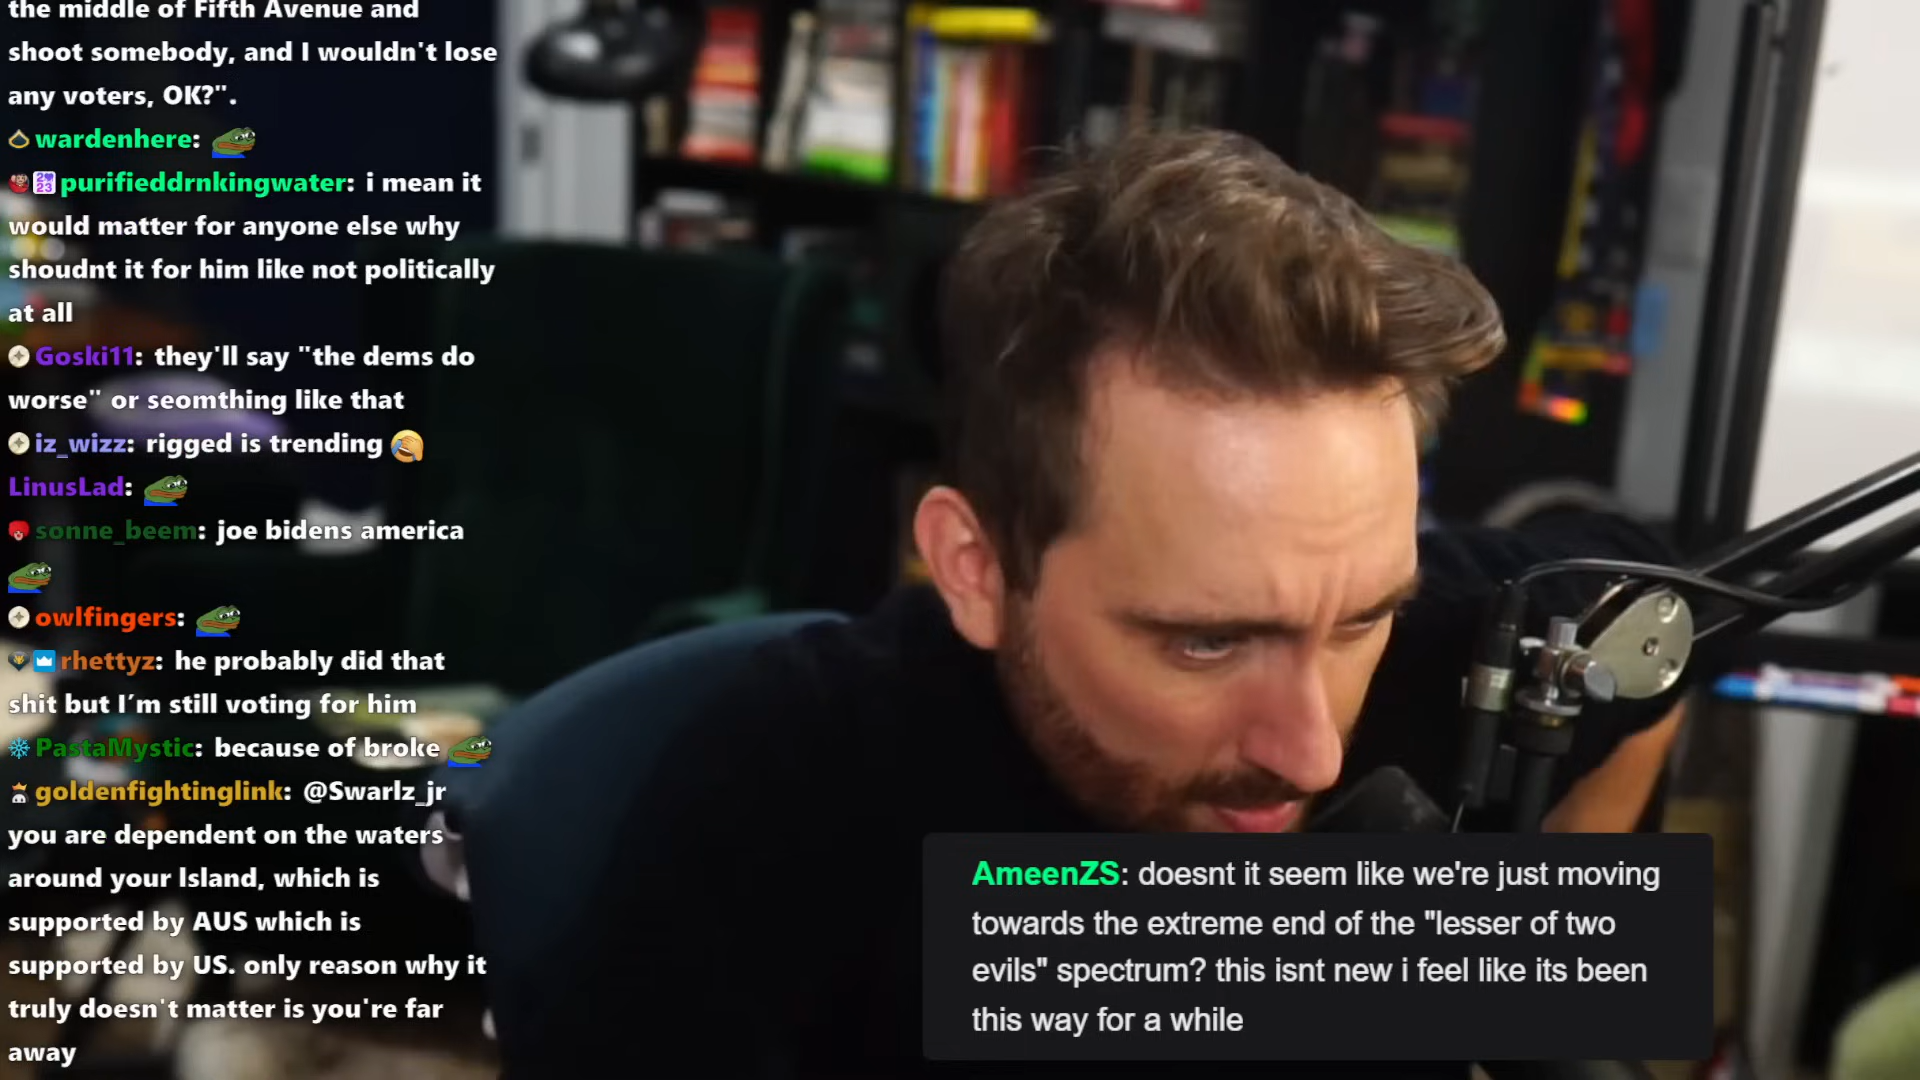 the middle of Fifth Avenue and
shoot somebody, and I wouldn't lose
any voters, OK?".
wardenhere:
purifieddrnkingwater: i mean it
would matter for anyone else why
shoudnt it for him like not politically
at all
Goski11: they'll say "the dems do
worse" or seomthing like that
iz_wizz: rigged is trending
LinusLad:
sonne_beem: joe bidens america
owlfingers:
rhettyz: he probably did that
shit but I´m still voting for him
PastaMystic: because of broke
goldenfightinglink: @Swarlz_jr
you are dependent on the waters
around your Island, which is
supported by AUS which is
supported by US. only reason why it
truly doesn't matter is you're far
away
AmeenZS: doesnt it seem like we're just moving
towards the extreme end of the "lesser of two
evils" spectrum? this isnt new i feel like its been
this way for a while